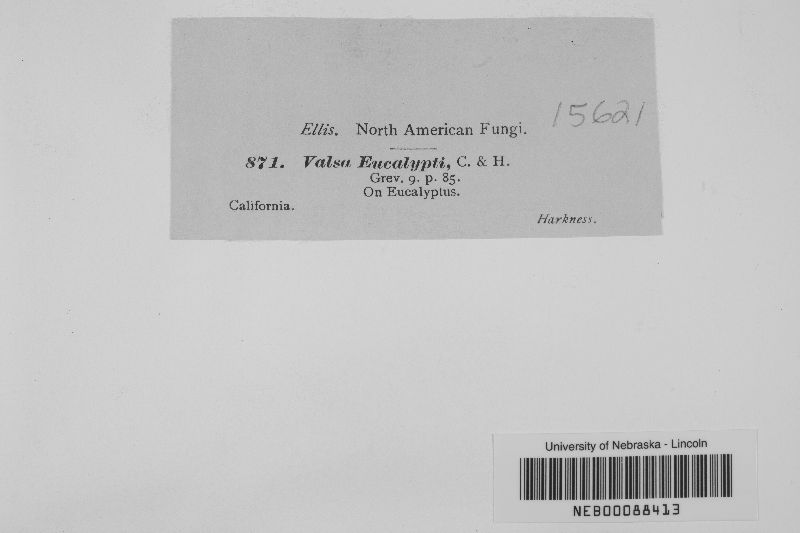 15621
Ellis. North American Fungi.
871. Valsa Eucalypti, C. & H.
Grev. 9. p. 85.
On Eucalyptus.
California.
Harkness.
University of Nebraska - Lincoln
NEB00088413